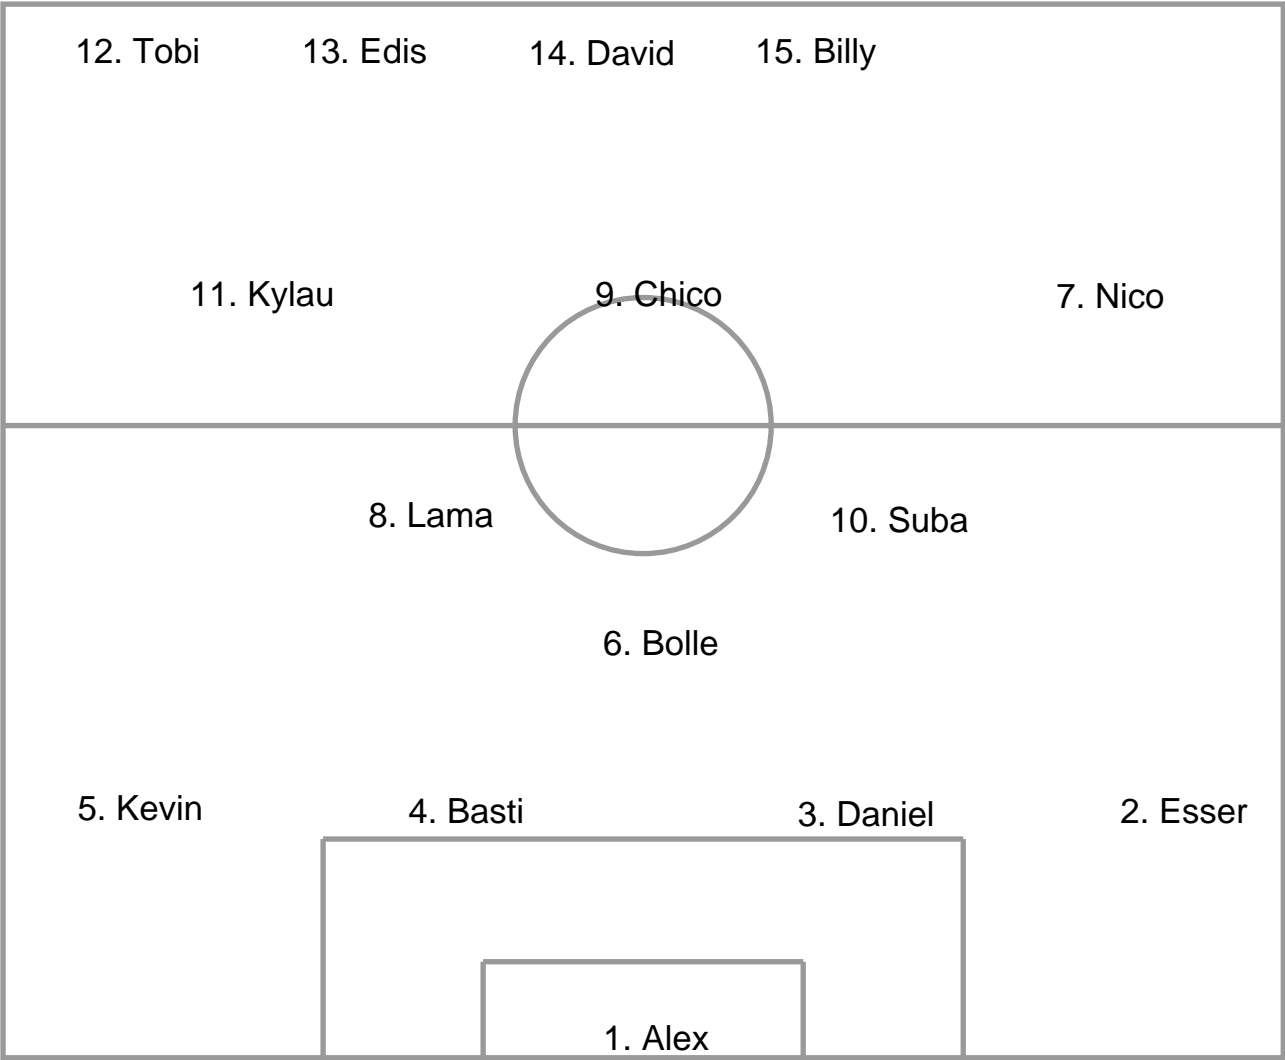 12. Tobi 13. Edis 14. David 15. Billy
11. Kylau 9. Chico 7. Nico
8. Lama 10. Suba
6. Bolle
5. Kevin 4. Basti 3. Daniel 2. Esser
1. Alex